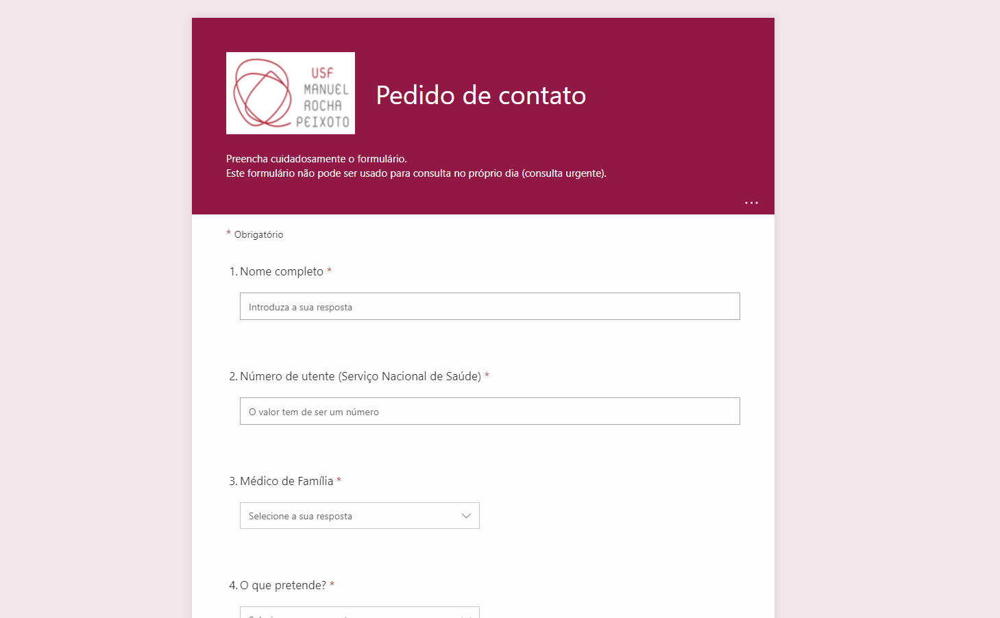 USF
MANUEL
ROCHA
PEIXOTO
Pedido de contato
Preencha cuidadosamente o formulário.
Este formulário não pode ser usado para consulta no próprio dia (consulta urgente).
* Obrigatório
1. Nome completo *
Introduza a sua resposta
2. Número de utente (Serviço Nacional de Saúde) *
O valor tem de ser um número
3. Médico de Família *
Selecione a sua resposta
4. O que pretende? *